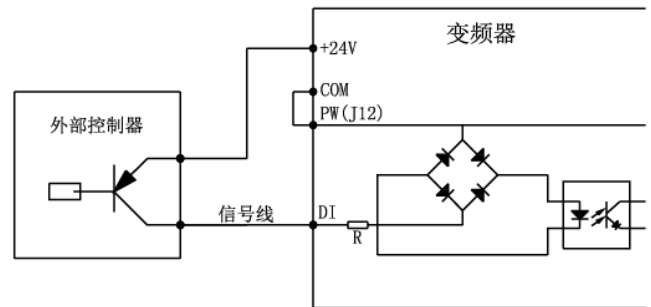 变频器
+24V
COM
PW(J12)
外部控制器
信号线
DI
R